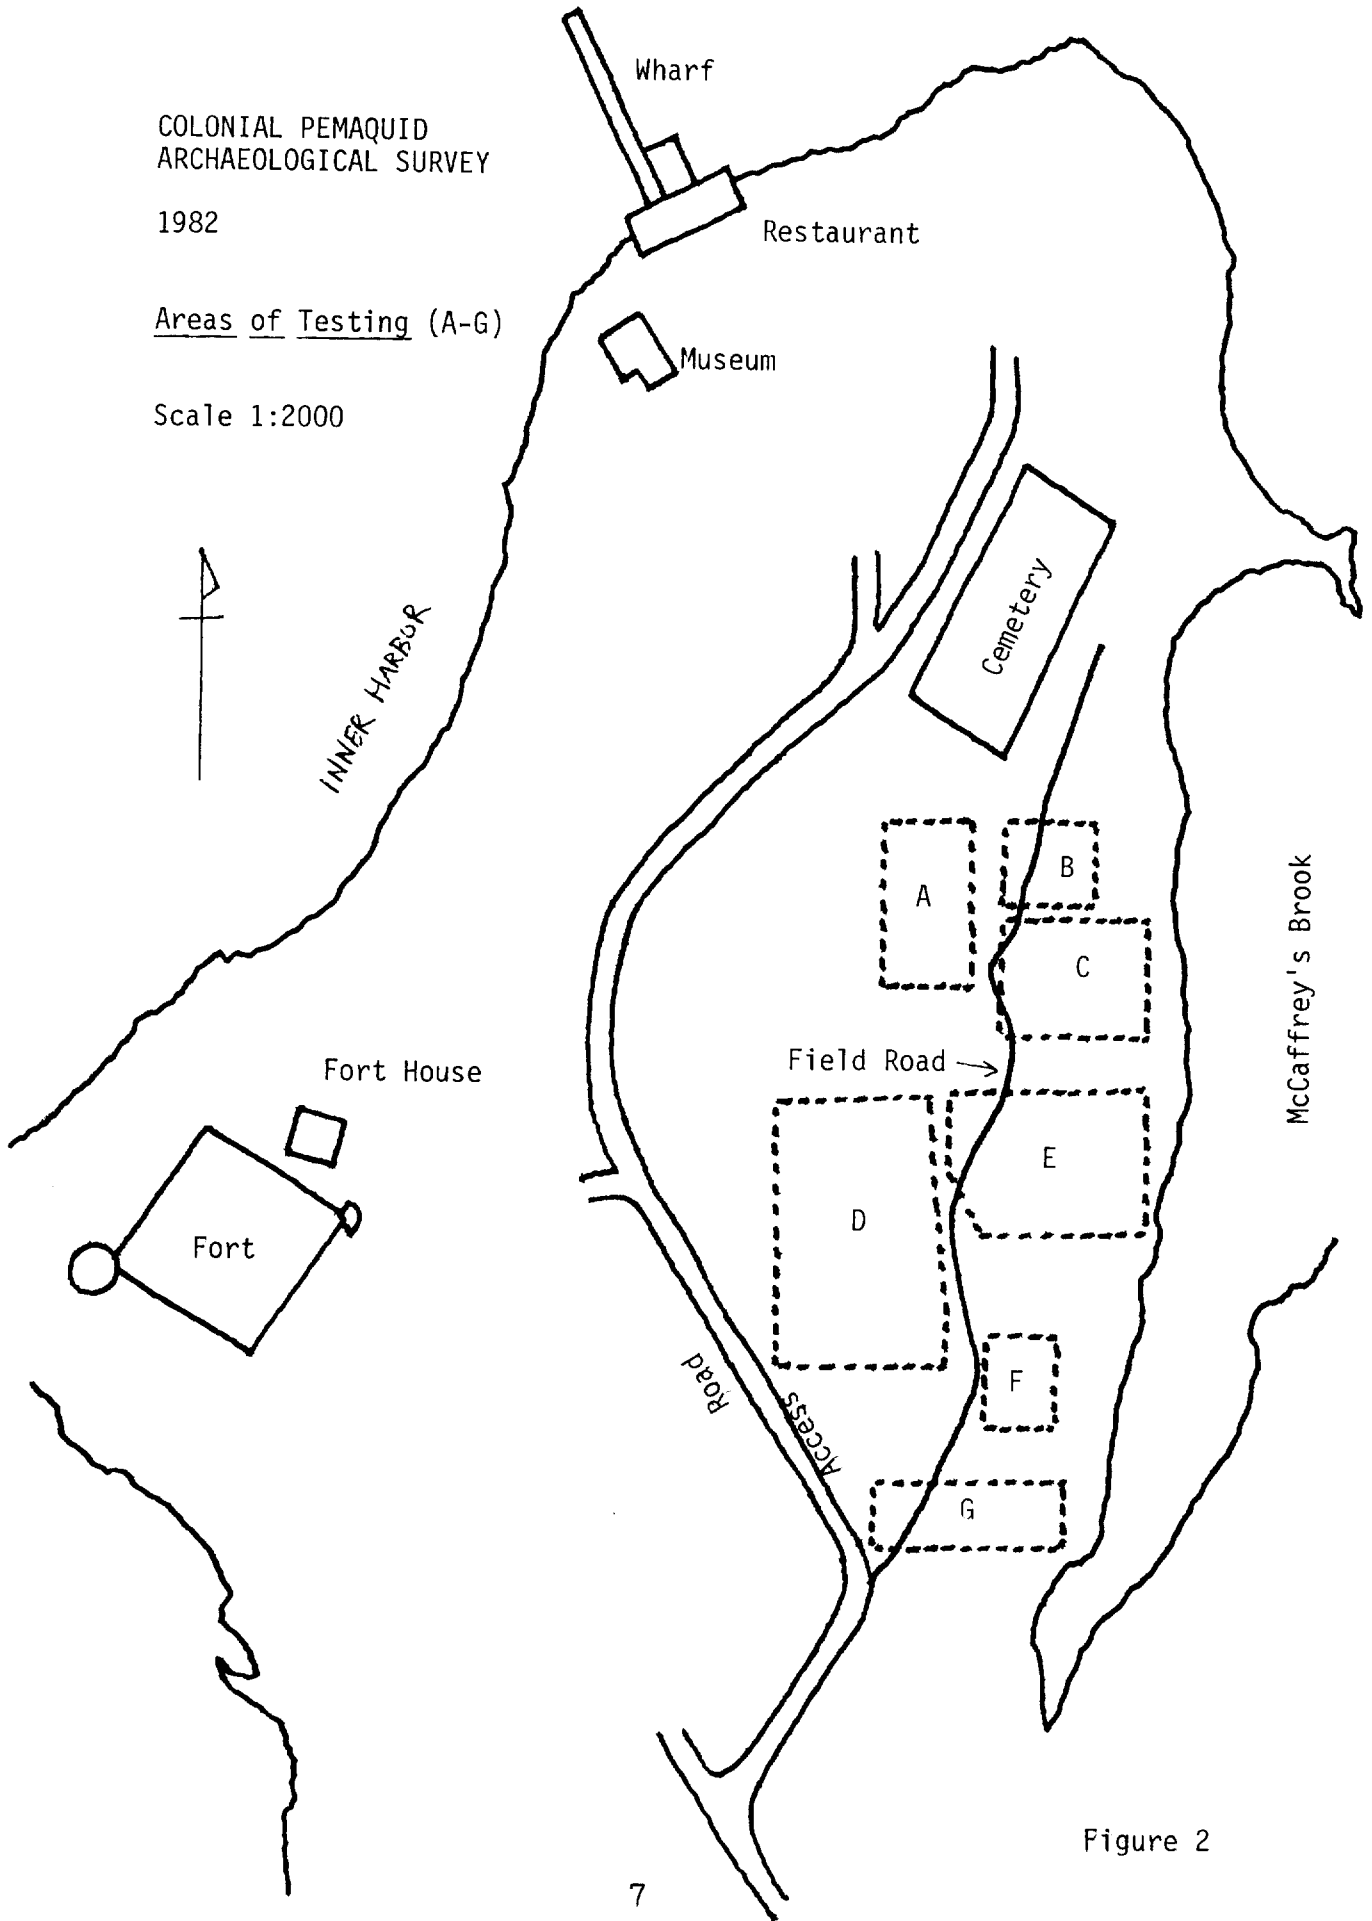 Wharf
COLONIAL PEMAQUID
ARCHAEOLOGICAL SURVEY
1982
Restaurant
Areas of Testing (A-G)
Museum
Scale 1:2000
Cemetery
INNER HARBOR
B
A
C
McCaffrey's Brook
Field Road
Fort House
E
D
Fort
F
Access
Road
G
Figure 2
7